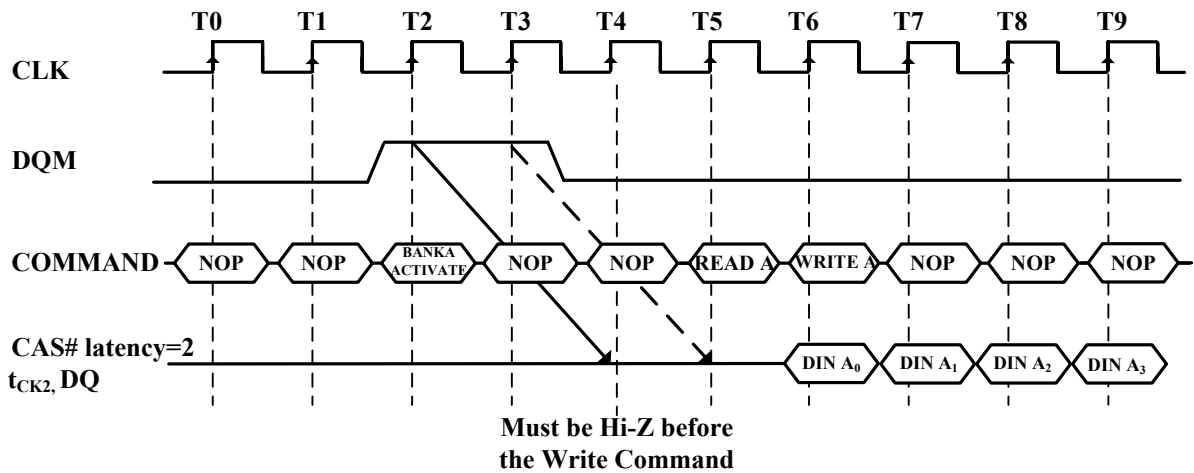 T0 T1 T2 T3 T4 T5 T6 T7 T8 T9
CLK
DQM
COMMAND NOP NOP BANKA ACTIVATE NOP NOP READ A WRITE A NOP NOP NOP
CAS# latency=2
tCK2, DQ DIN A0 DIN A1 DIN A2 DIN A3
Must be Hi-Z before
the Write Command